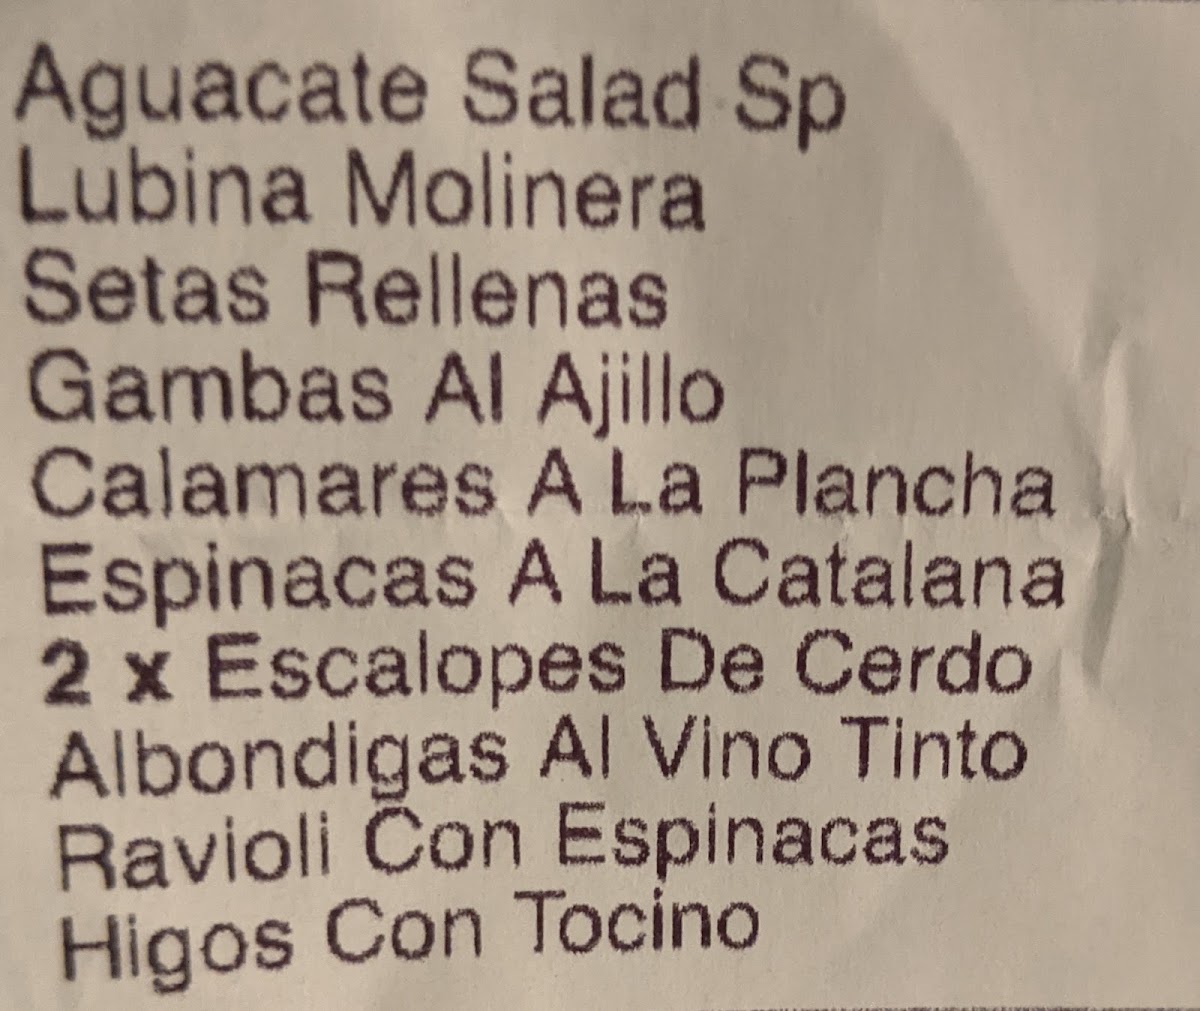 Aguacate Salad Sp
Lubina Molinera
Setas Rellenas
Gambas Al Ajillo
Calamares A La Plancha
Espinacas A La Catalana
2 x Escalopes De Cerdo
Albondigas Al Vino Tinto
Ravioli Con Espinacas
Higos Con Tocino